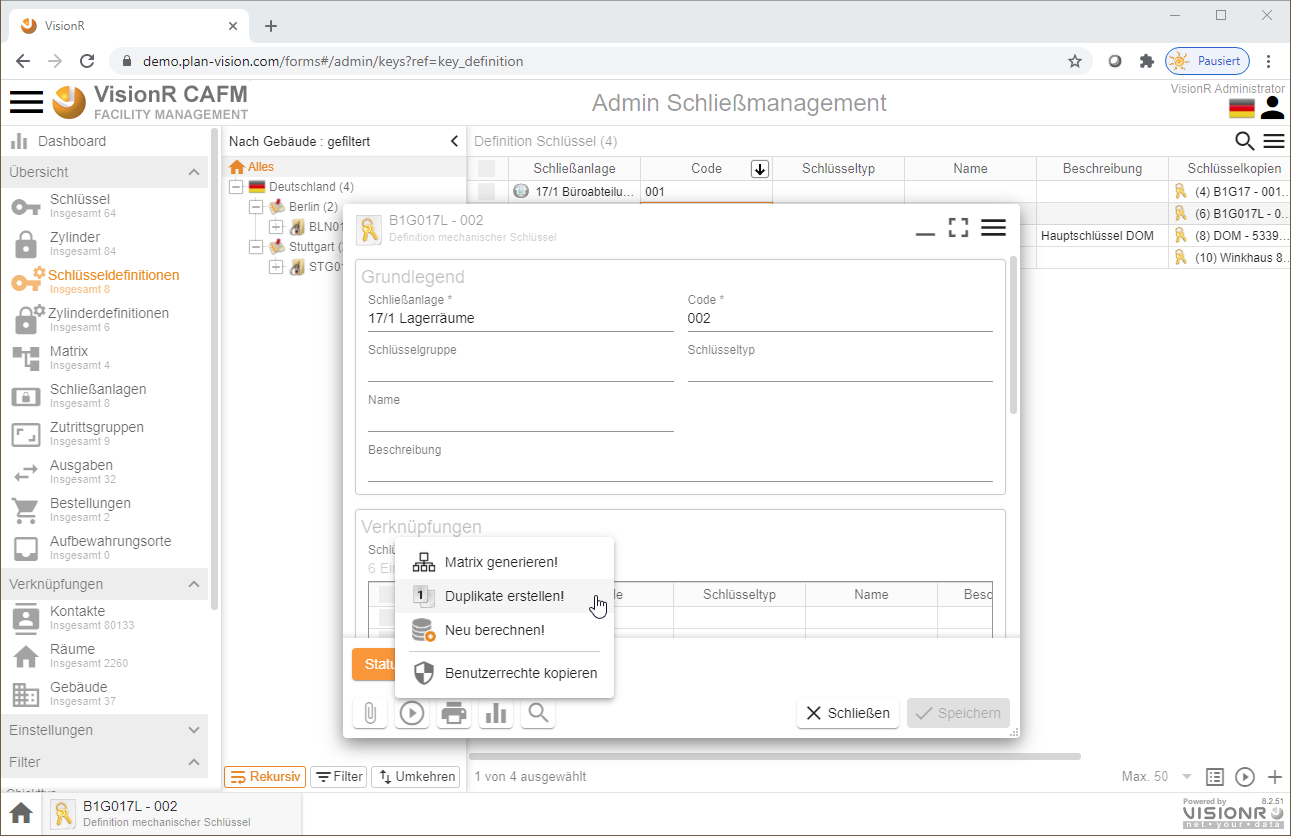 VisionR
demo.plan-vision.com/forms#/admin/keys?ref=key_definition
Pausiert
VisionR CAFM
FACILITY MANAGEMENT
Admin Schließmanagement
VisionR Administrator
Dashboard
Übersicht
Schlüssel
Insgesamt 64
Zylinder
Insgesamt 84
Schlüsseldefinitionen
Insgesamt 8
Zylinderdefinitionen
Insgesamt 6
Matrix
Insgesamt 4
Schließanlagen
Insgesamt 8
Zutrittsgruppen
Insgesamt 9
Ausgaben
Insgesamt 32
Bestellungen
Insgesamt 2
Aufbewahrungsorte
Insgesamt 0
Verknüpfungen
Kontakte
Insgesamt 80133
Räume
Insgesamt 2260
Gebäude
Insgesamt 37
Einstellungen
Filter
Nach Gebäude : gefiltert
Alles
Deutschland (4)
Berlin (2)
BLN01
Stuttgart (
STG0
Rekursiv
Filter
Umkehren
Definition Schlüssel (4)
Schließanlage Code Schlüsseltyp Name Beschreibung Schlüsselkopien
17/1 Büroabteilu... 001 (4) B1G17 - 001...
(6) B1G017L - 0...
Hauptschlüssel DOM (8) DOM - 5339...
(10) Winkhaus 8...
B1G017L - 002
Definition mechanischer Schlüssel
Grundlegend
Schließanlage * Code *
17/1 Lagerräume 002
Schlüsselgruppe Schlüsseltyp
Name
Beschreibung
Verknüpfungen
Schlü
6 Ei
de Schlüsseltyp Name Besc
Matrix generieren!
Duplikate erstellen!
1
Neu berechnen!
Benutzerrechte kopieren
Statu
Schließen
Speichern
1 von 4 ausgewählt
Max. 50
B1G017L - 002
Definition mechanischer Schlüssel
Powered by 8.2.51
VISIONR
net • your • data